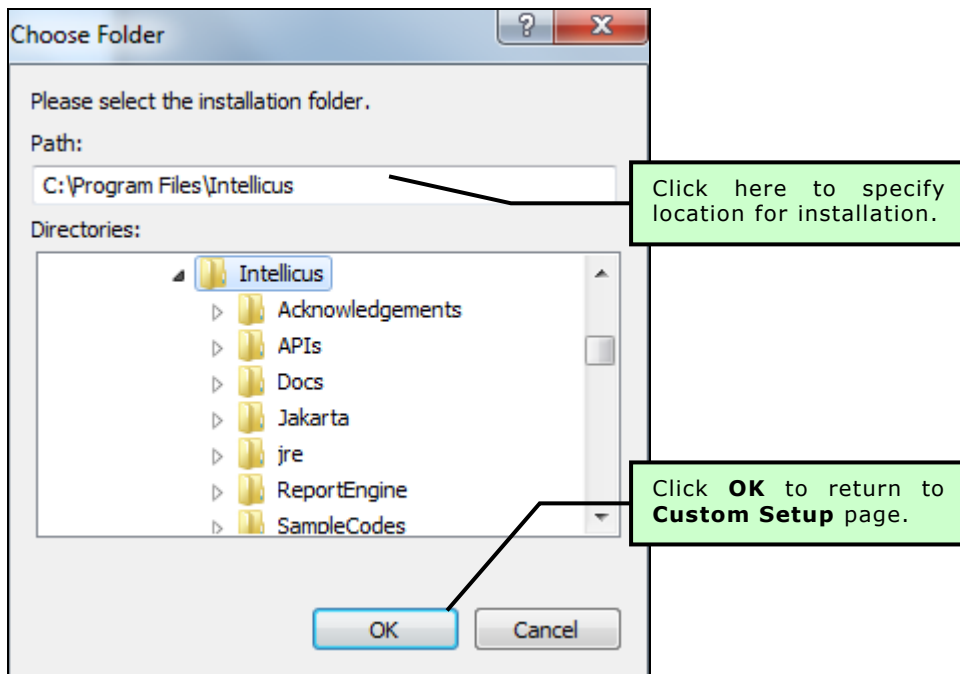 Choose Folder
Please select the installation folder.
Path:
C:\Program Files\Intellicus
Click here to specify
location for installation.
Directories:
Intellicus
Acknowledgements
APIs
Docs
Jakarta
jre
ReportEngine
SampleCodes
Click OK to return to
Custom Setup page.
OK
Cancel